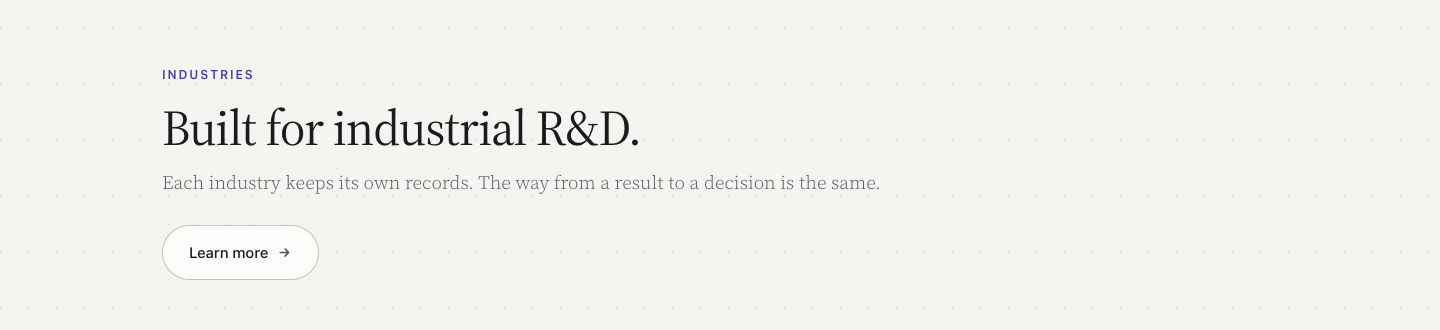 INDUSTRIES
Built for industrial R&D.
Each industry keeps its own records. The way from a result to a decision is the same.
Learn more →